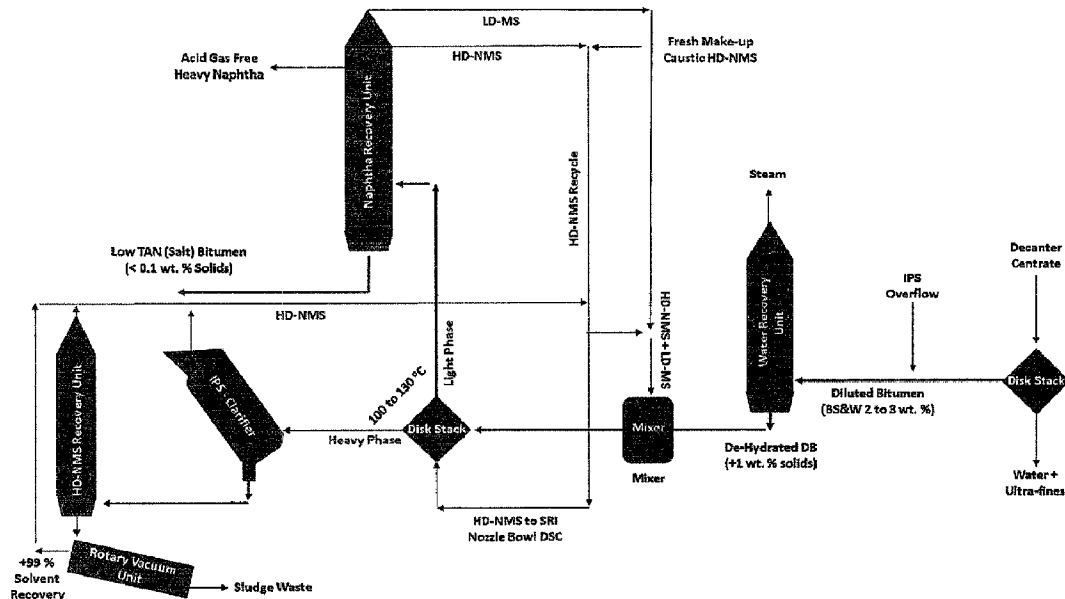 LD-MS
HD-NMS
Fresh Make-up
Caustic HD-NMS
Acid Gas Free
Heavy Naphtha
Naphtha Recovery Unit
HD-NMS Recycle
Steam
Water Recovery
Unit
IPS
Overflow
Decanter
Centrate
Disk Stack
Diluted Bitumen
(BS&W 2 to 3 wt. %)
Water +
Ultra-fines
Low TAN (Salt) Bitumen
(< 0.1 wt. % Solids)
HD-NMS
HD-NMS + LD-MS
Light Phase
HD-NMS Recovery Unit
IPS - Clarifier
100 to 130 °C
Heavy Phase
Disk Stack
Mixer
Mixer
De-Hydrated DB
(+1 wt. % solids)
HD-NMS to SRI
Nozzle Bowl DSC
Rotary Vacuum
Unit
+99 %
Solvent
Recovery
Sludge Waste